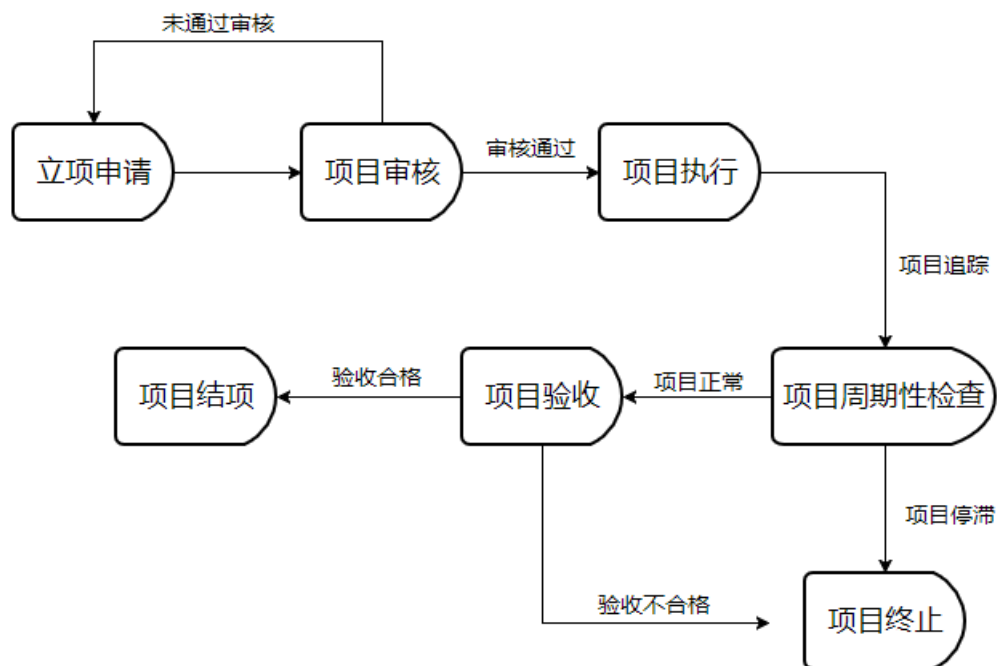 未通过审核
立项申请
项目审核
审核通过
项目执行
项目追踪
项目结项
验收合格
项目验收
项目正常
项目周期性检查
项目停滞
验收不合格
项目终止